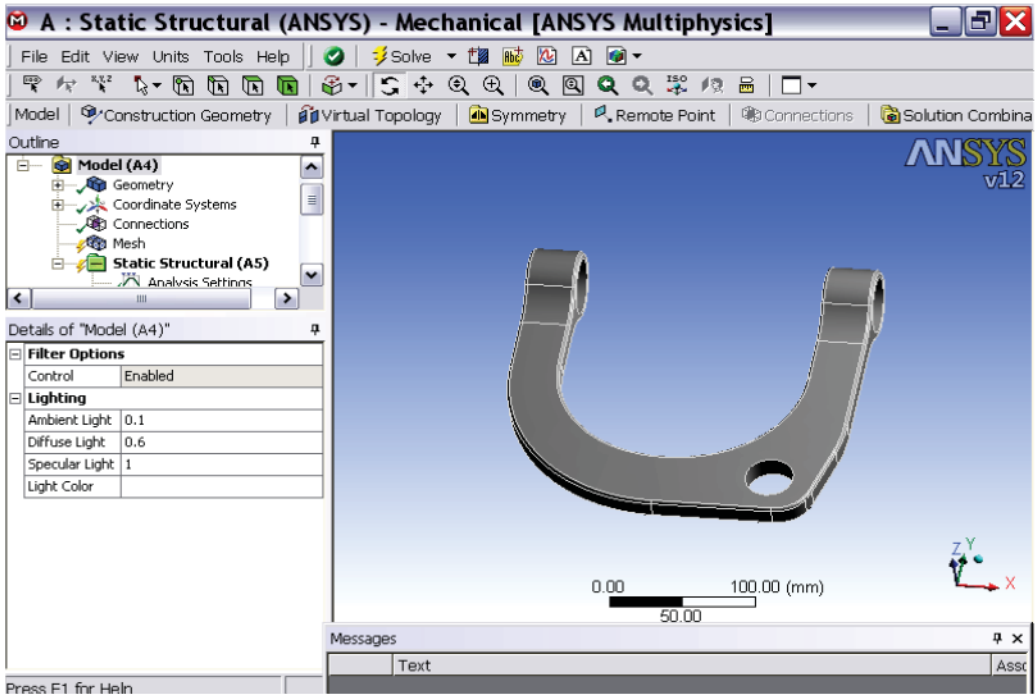 A : Static Structural (ANSYS) - Mechanical [ANSYS Multiphysics]
File Edit View Units Tools Help Solve
Model Construction Geometry Virtual Topology Symmetry Remote Point Connections Solution Combina
Outline
Model (A4)
Geometry
Coordinate Systems
Connections
Mesh
Static Structural (A5)
Analysis Settings
Details of "Model (A4)"
Filter Options
Control Enabled
Lighting
Ambient Light 0.1
Diffuse Light 0.6
Specular Light 1
Light Color
ANSYS
v12
Z Y
X
0.00 100.00 (mm)
50.00
Messages
Text Asso
Press F1 for Help